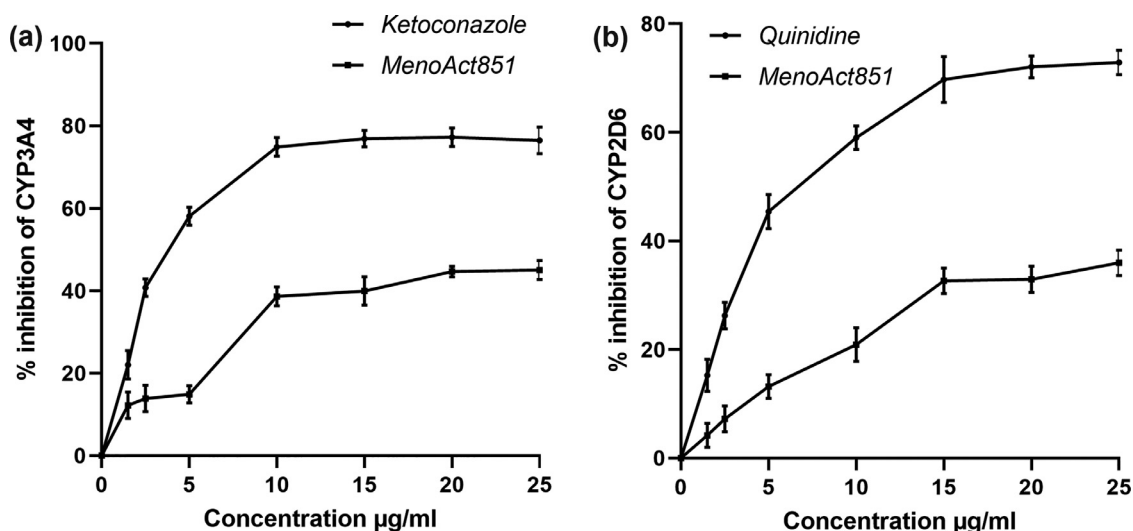 (a)
Ketoconazole
MenoAct851
% inhibition of CYP3A4
100
80
60
40
20
0
0 5 10 15 20 25
Concentration µg/ml
(b)
Quinidine
MenoAct851
% inhibition of CYP2D6
80
60
40
20
0
0 5 10 15 20 25
Concentration µg/ml